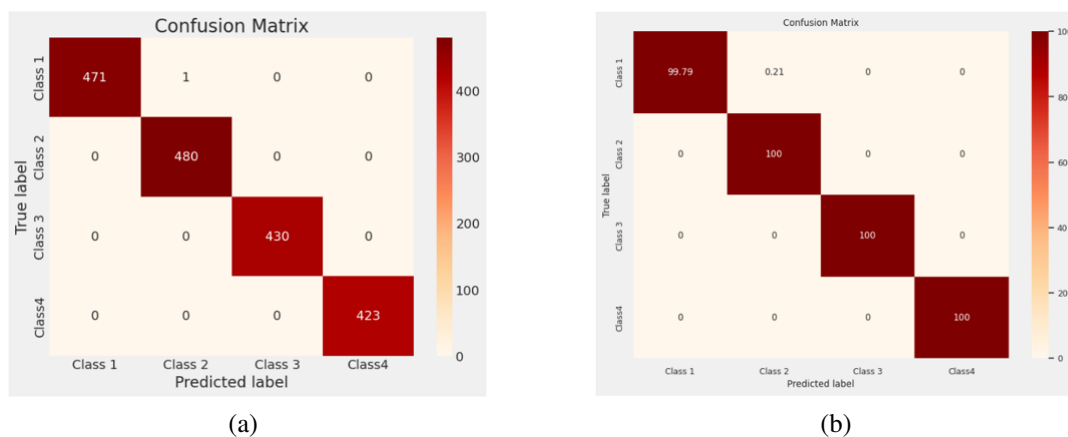 Confusion Matrix
Class 1 471 1 0 0
Class 2 0 480 0 0
Class 3 0 0 430 0
Class4 0 0 0 423
True label
Class 1 Class 2 Class 3 Class4
Predicted label
400
300
200
100
0
(a)
Confusion Matrix
Class 1 99.79 0.21 0 0
Class 2 0 100 0 0
Class 3 0 0 100 0
Class4 0 0 0 100
True label
Class 1 Class 2 Class 3 Class4
Predicted label
80
60
40
20
0
(b)